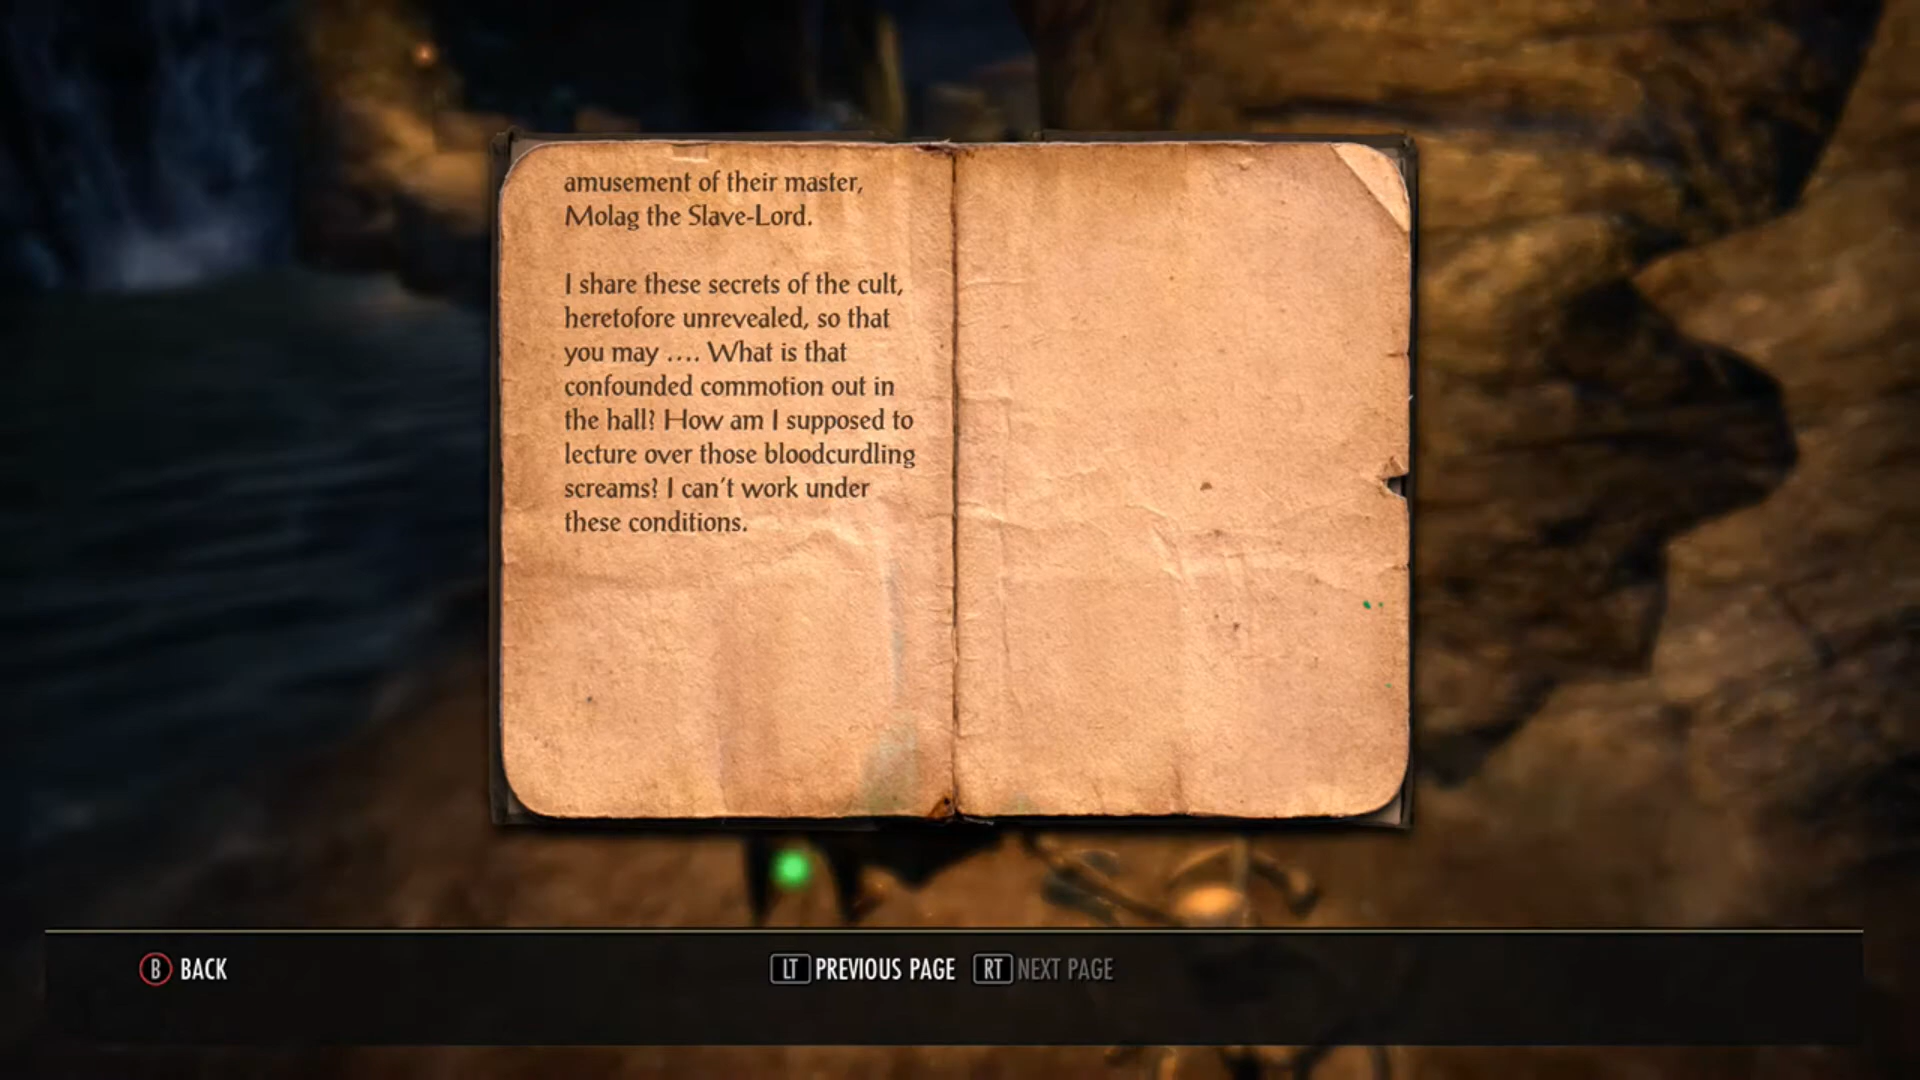 amusement of their master,
Molag the Slave-Lord.
I share these secrets of the cult,
heretofore unrevealed, so that
you may .... What is that
confounded commotion out in
the hall? How am I supposed to
lecture over those bloodcurdling
screams? I can't work under
these conditions.
B BACK
LT PREVIOUS PAGE RT NEXT PAGE